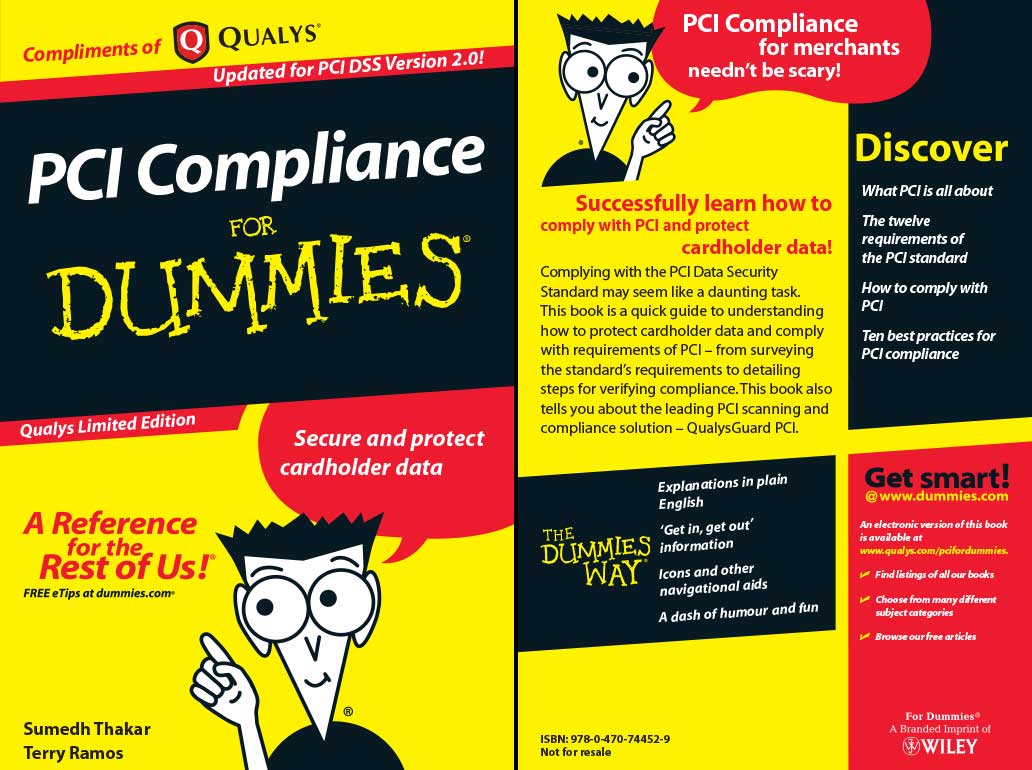 Compliments of
QUALYS®
Updated for PCI DSS Version 2.0!
PCI Compliance
FOR
DUMMIES®
Qualys Limited Edition
Secure and protect
cardholder data
A Reference
for the
Rest of Us!®
FREE eTips at dummies.com®
®
Sumedh Thakar
Terry Ramos
PCI Compliance
for merchants
needn't be scary!
®
Successfully learn how to
comply with PCI and protect
cardholder data!
Complying with the PCI Data Security
Standard may seem like a daunting task.
This book is a quick guide to understanding
how to protect cardholder data and comply
with requirements of PCI – from surveying
the standard's requirements to detailing
steps for verifying compliance. This book also
tells you about the leading PCI scanning and
compliance solution – QualysGuard PCI.
THE
DUMMIES
WAY®
Explanations in plain
English
'Get in, get out'
information
Icons and other
navigational aids
A dash of humour and fun
ISBN: 978-0-470-74452-9
Not for resale
Discover
What PCI is all about
The twelve
requirements of
the PCI standard
How to comply with
PCI
Ten best practices for
PCI compliance
Get smart!
@www.dummies.com
An electronic version of this book
is available at
www.qualys.com/pcifordummies.
Find listings of all our books
Choose from many different
subject categories
Browse our free articles
For Dummies®
A Branded Imprint of
WILEY